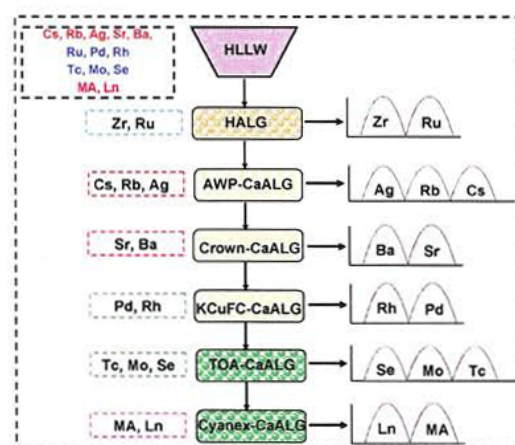 Cs, Rb, Ag, Sr, Ba,
Ru, Pd, Rh
Tc, Mo, Se
MA, Ln
HLLW
Zr, Ru
HALG
Zr Ru
Cs, Rb, Ag
AWP-CaALG
Ag Rb Cs
Sr, Ba
Crown-CaALG
Ba Sr
Pd, Rh
KCuFC-CaALG
Rh Pd
Tc, Mo, Se
TOA-CaALG
Se Mo Tc
MA, Ln
Cyanex-CaALG
Ln MA